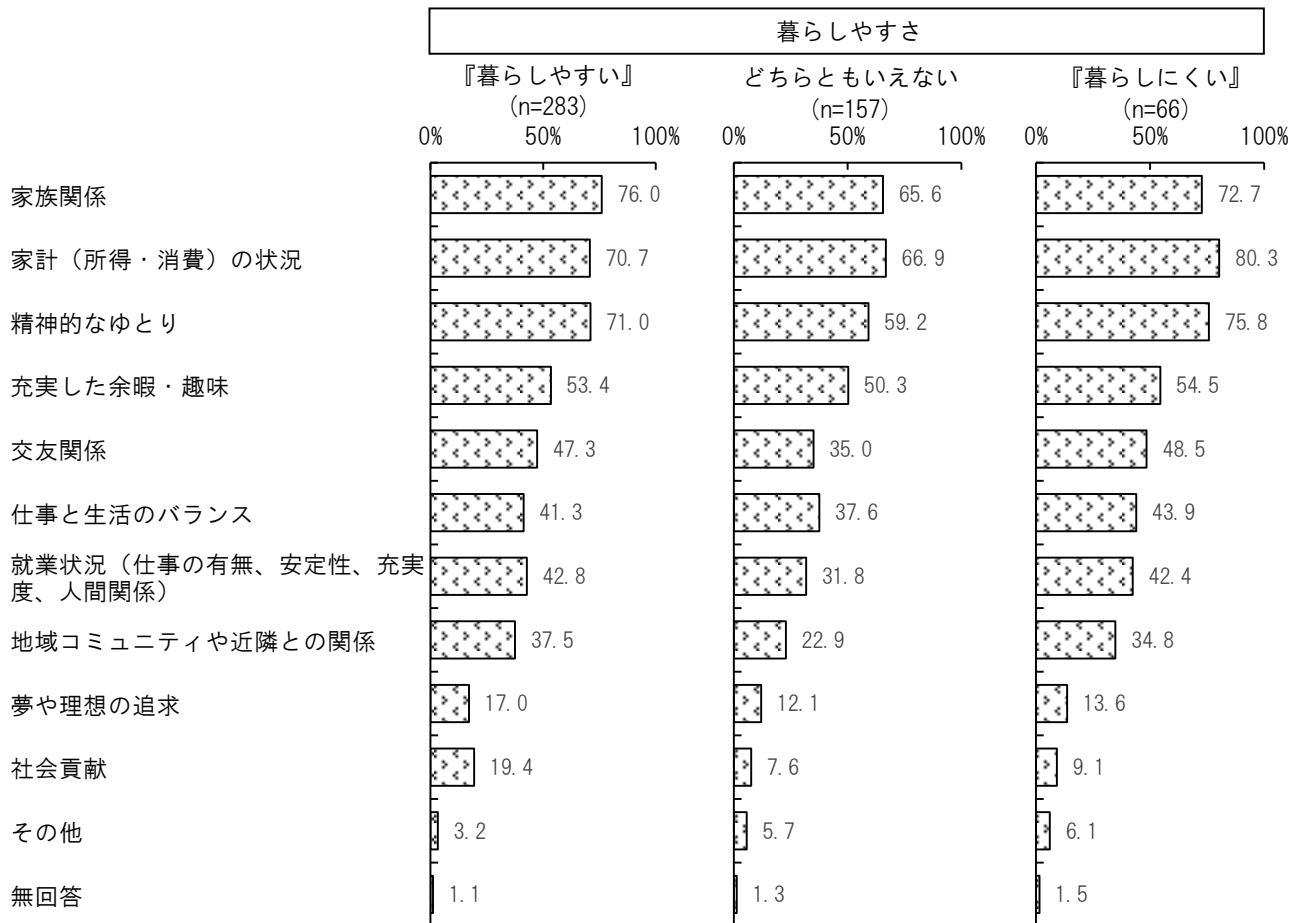 暮らしやすさ
『暮らしやすい』 どちらともいえない 『暮らしにくい』
(n=283) (n=157) (n=66)
0% 50% 100% 0% 50% 100% 0% 50% 100%
家族関係 76.0 65.6 72.7
家計（所得・消費）の状況 70.7 66.9 80.3
精神的なゆとり 71.0 59.2 75.8
充実した余暇・趣味 53.4 50.3 54.5
交友関係 47.3 35.0 48.5
仕事と生活のバランス 41.3 37.6 43.9
就業状況（仕事の有無、安定性、充実
度、人間関係） 42.8 31.8 42.4
地域コミュニティや近隣との関係 37.5 22.9 34.8
夢や理想の追求 17.0 12.1 13.6
社会貢献 19.4 7.6 9.1
その他 3.2 5.7 6.1
無回答 1.1 1.3 1.5